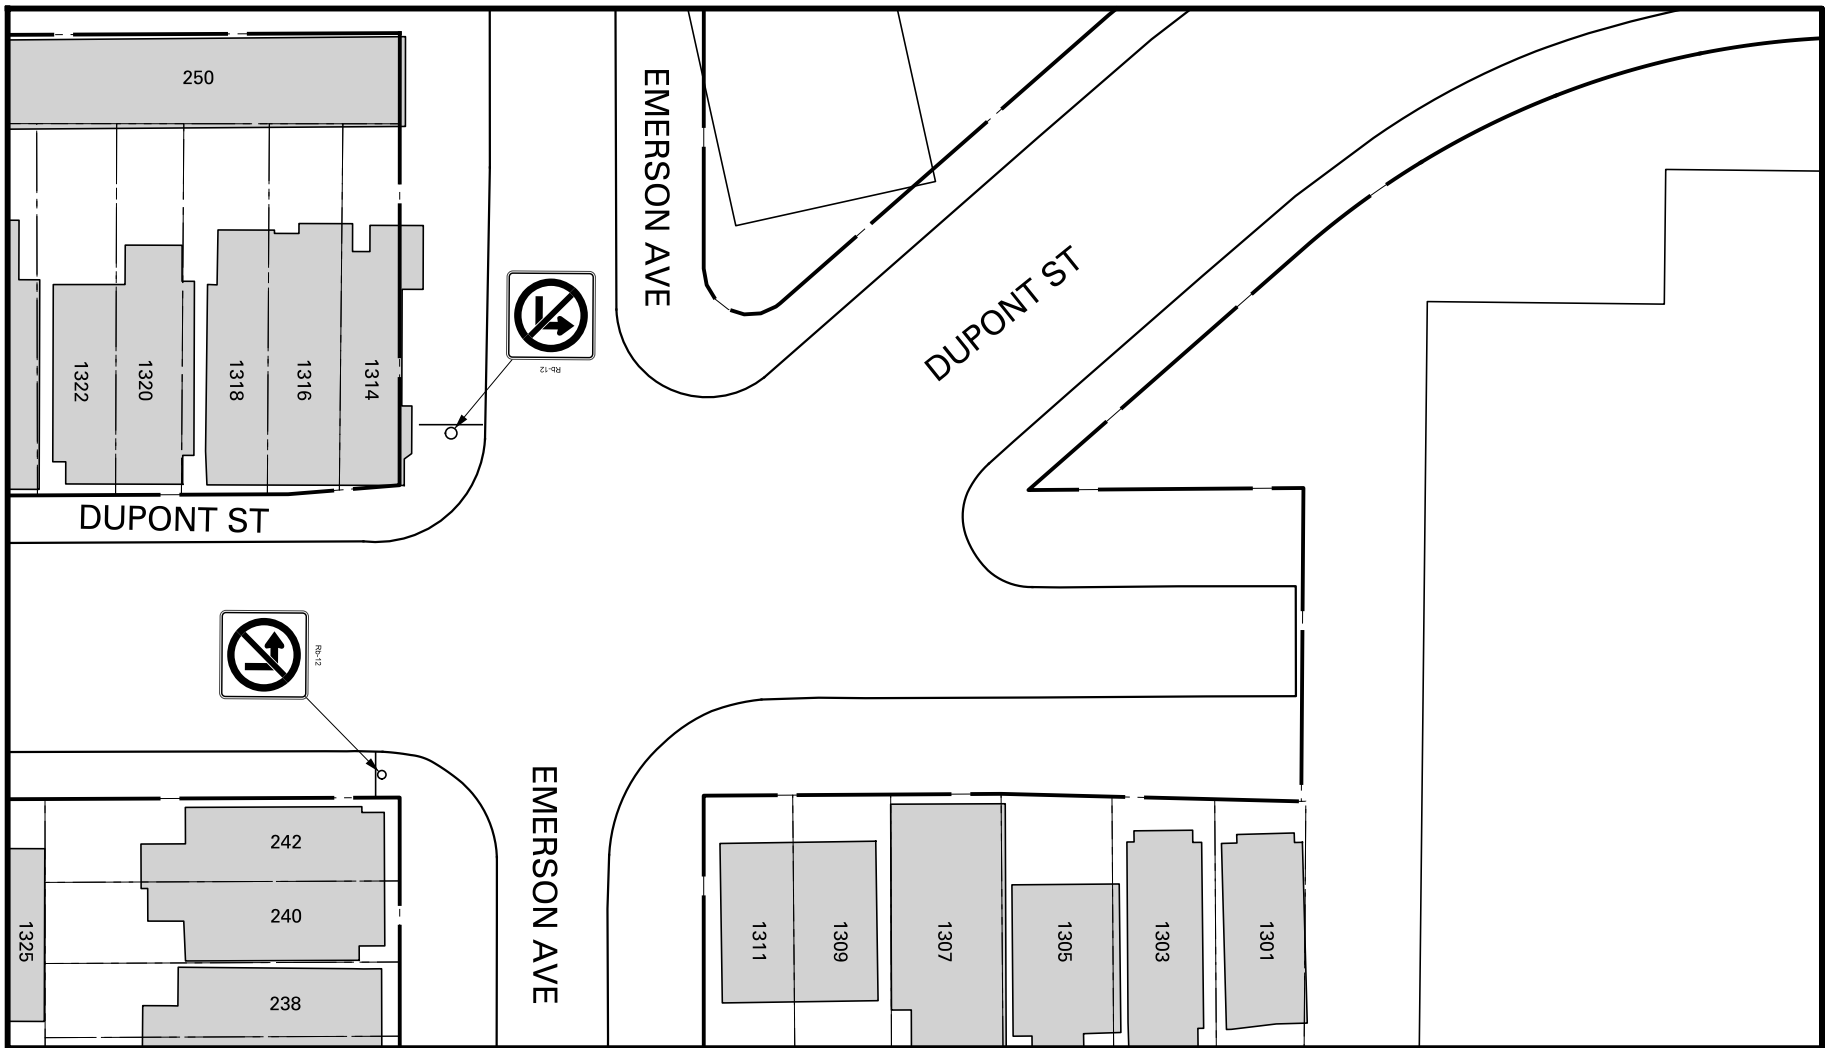 250
EMERSON AVE
DUPONT ST
Rb-12
1322
1320
1318
1316
1314
DUPONT ST
Rb-12
EMERSON AVE
242
240
238
1325
1311
1309
1307
1305
1303
1301